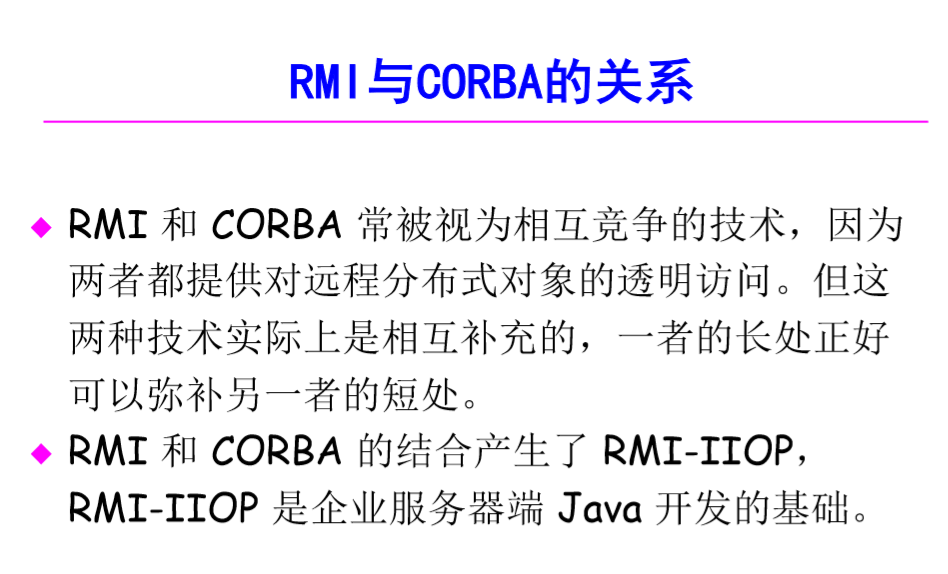 RMI与CORBA的关系
RMI 和 CORBA 常被视为相互竞争的技术，因为
两者都提供对远程分布式对象的透明访问。但这
两种技术实际上是相互补充的，一者的长处正好
可以弥补另一者的短处。
RMI 和 CORBA 的结合产生了 RMI-IIOP，
RMI-IIOP 是企业服务器端 Java 开发的基础。